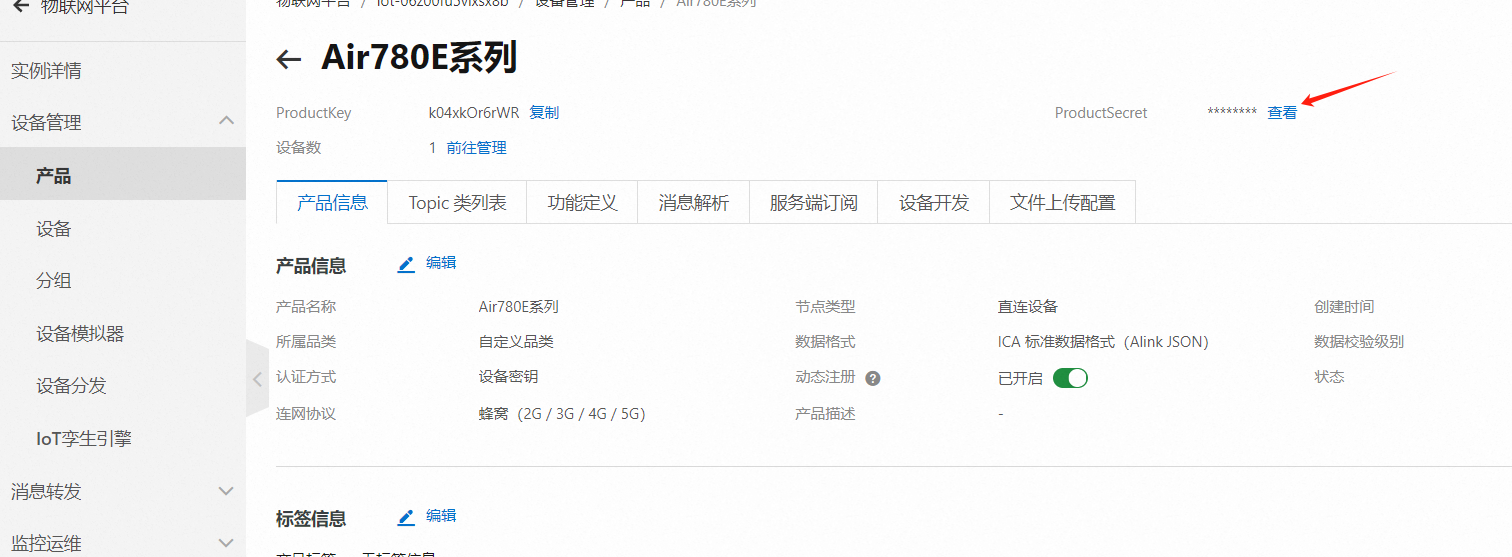 物联网平台
物联网平台 / iot-06z00fu5vixsx8b / 设备管理 / 产品 / Air780E系列
实例详情
设备管理
产品
设备
分组
设备模拟器
设备分发
IoT孪生引擎
消息转发
监控运维
Air780E系列
ProductKey k04xkOr6rWR 复制 ProductSecret ******** 查看
设备数 1 前往管理
产品信息 Topic 类列表 功能定义 消息解析 服务端订阅 设备开发 文件上传配置
产品信息 编辑
产品名称 Air780E系列 节点类型 直连设备 创建时间
所属品类 自定义品类 数据格式 ICA 标准数据格式（Alink JSON） 数据校验级别
认证方式 设备密钥 动态注册 ? 已开启 状态
连网协议 蜂窝（2G / 3G / 4G / 5G） 产品描述 -
标签信息 编辑
产品标签 无标签信息